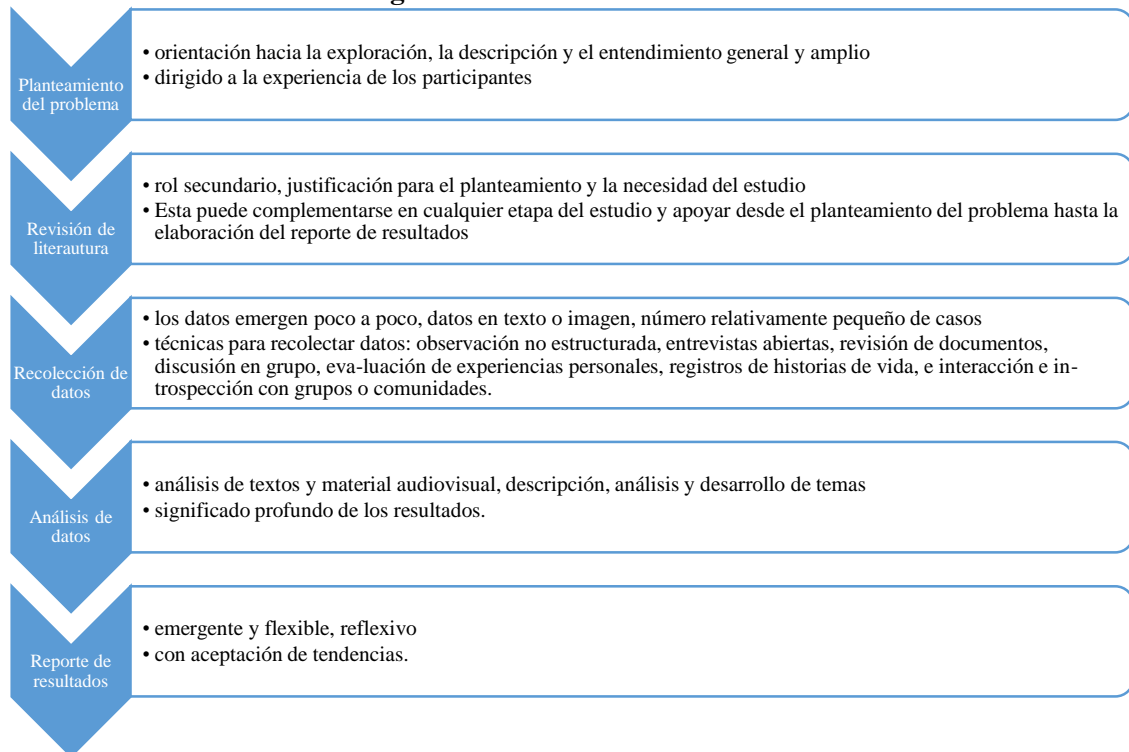 Planteamiento
del problema
• orientación hacia la exploración, la descripción y el entendimiento general y amplio
• dirigido a la experiencia de los participantes
Revisión de
literautura
• rol secundario, justificación para el planteamiento y la necesidad del estudio
• Esta puede complementarse en cualquier etapa del estudio y apoyar desde el planteamiento del problema hasta la
elaboración del reporte de resultados
Recolección de
datos
• los datos emergen poco a poco, datos en texto o imagen, número relativamente pequeño de casos
• técnicas para recolectar datos: observación no estructurada, entrevistas abiertas, revisión de documentos,
discusión en grupo, eva-luación de experiencias personales, registros de historias de vida, e interacción e in-
trospección con grupos o comunidades.
Análisis de
datos
• análisis de textos y material audiovisual, descripción, análisis y desarrollo de temas
• significado profundo de los resultados.
Reporte de
resultados
• emergente y flexible, reflexivo
• con aceptación de tendencias.